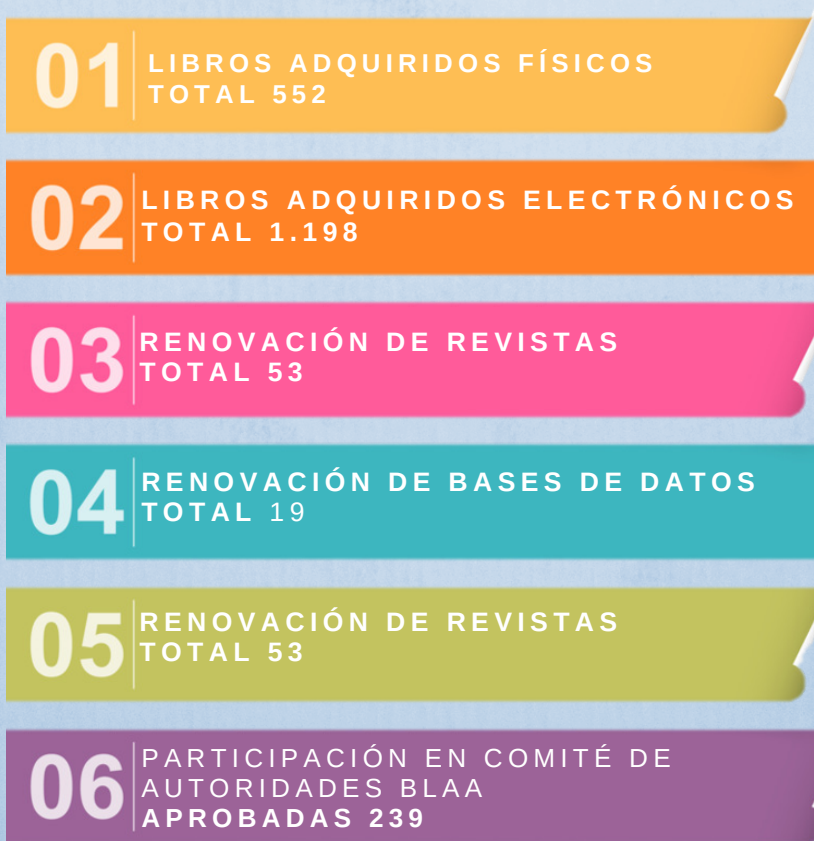 01
LIBROS ADQUIRIDOS FÍSICOS
TOTAL 552
02
LIBROS ADQUIRIDOS ELECTRÓNICOS
TOTAL 1.198
03
RENOVACIÓN DE REVISTAS
TOTAL 53
04
RENOVACIÓN DE BASES DE DATOS
TOTAL 19
05
RENOVACIÓN DE REVISTAS
TOTAL 53
06
PARTICIPACIÓN EN COMITÉ DE
AUTORIDADES BLAA
APROBADAS 239